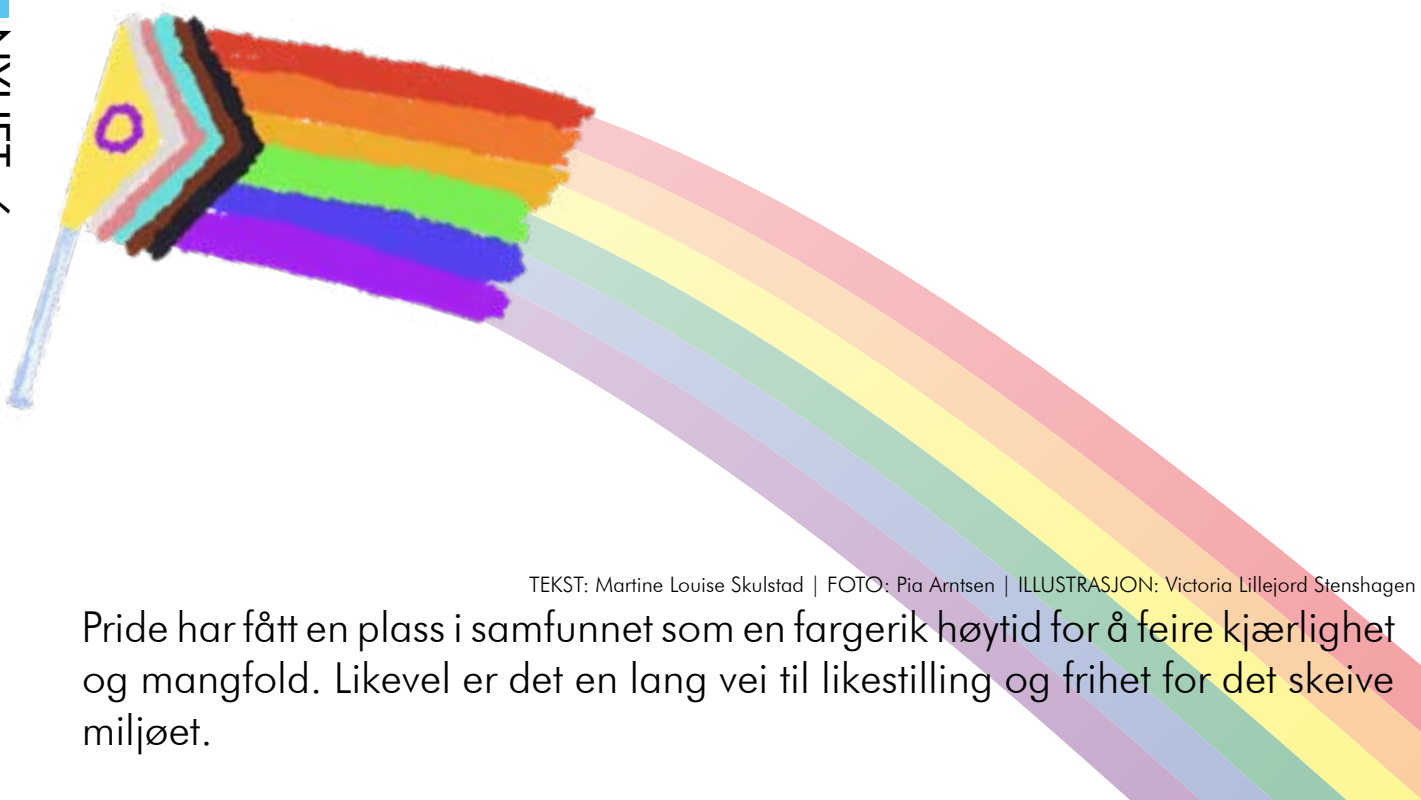 TEKST: Martine Louise Skulstad | FOTO: Pia Arntsen | ILLUSTRASJON: Victoria Lillejord Stenshagen
Pride har fått en plass i samfunnet som en fargerik høytid for å feire kjærlighet
og mangfold. Likevel er det en lang vei til likestilling og frihet for det skeive
miljøet.